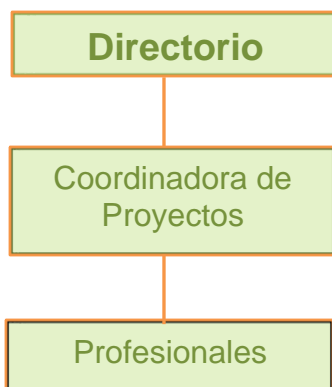 Directorio
Coordinadora de
Proyectos
Profesionales